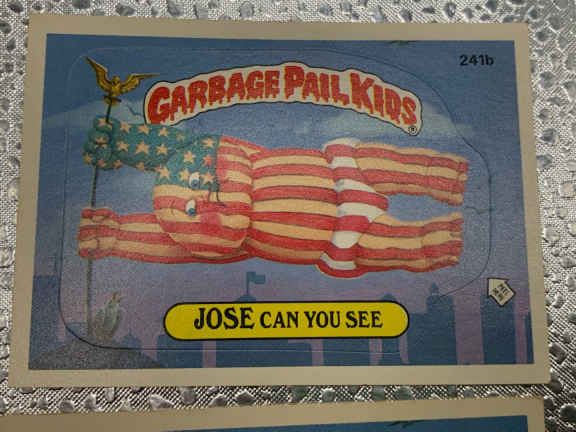 241b
GARBAGE PAIL KIDS®
JOSE CAN YOU SEE